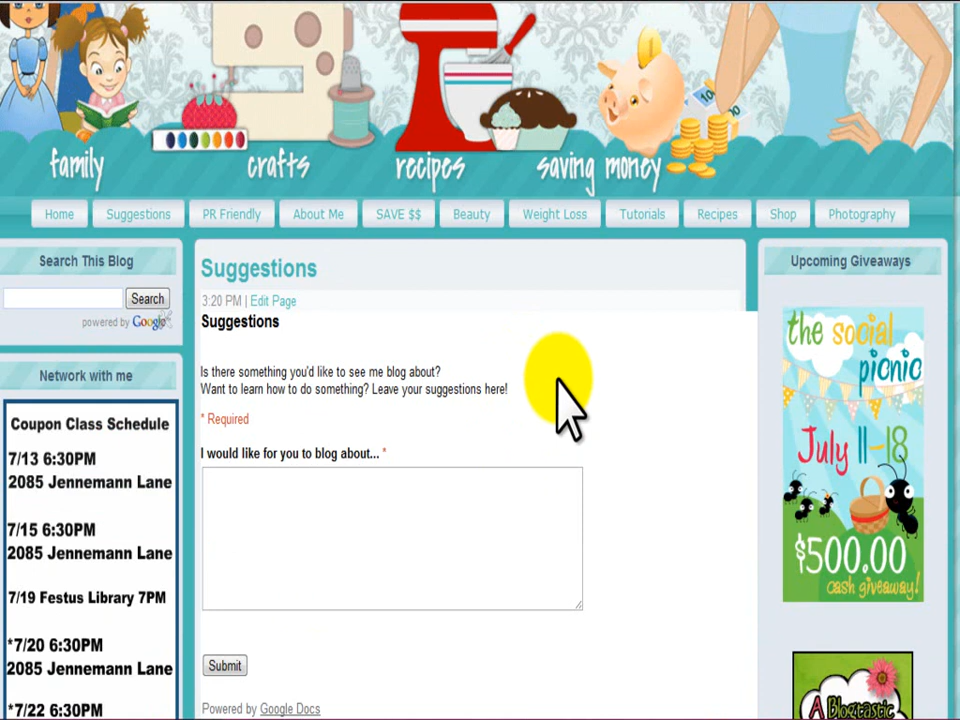 family
crafts
recipes
saving money
Home
Suggestions
PR Friendly
About Me
SAVE $$
Beauty
Weight Loss
Tutorials
Recipes
Shop
Photography
Search This Blog
Search
powered by Google
Network with me
Coupon Class Schedule
7/13 6:30PM
2085 Jennemann Lane
7/15 6:30PM
2085 Jennemann Lane
7/19 Festus Library 7PM
*7/20 6:30PM
2085 Jennemann Lane
*7/22 6:30PM
Suggestions
3:20 PM | Edit Page
Suggestions
Is there something you'd like to see me blog about?
Want to learn how to do something? Leave your suggestions here!
* Required
I would like for you to blog about... *
Submit
Powered by Google Docs
Upcoming Giveaways
the social
picnic
July 11-18
$500.00
cash giveaway!
A Blogtastic